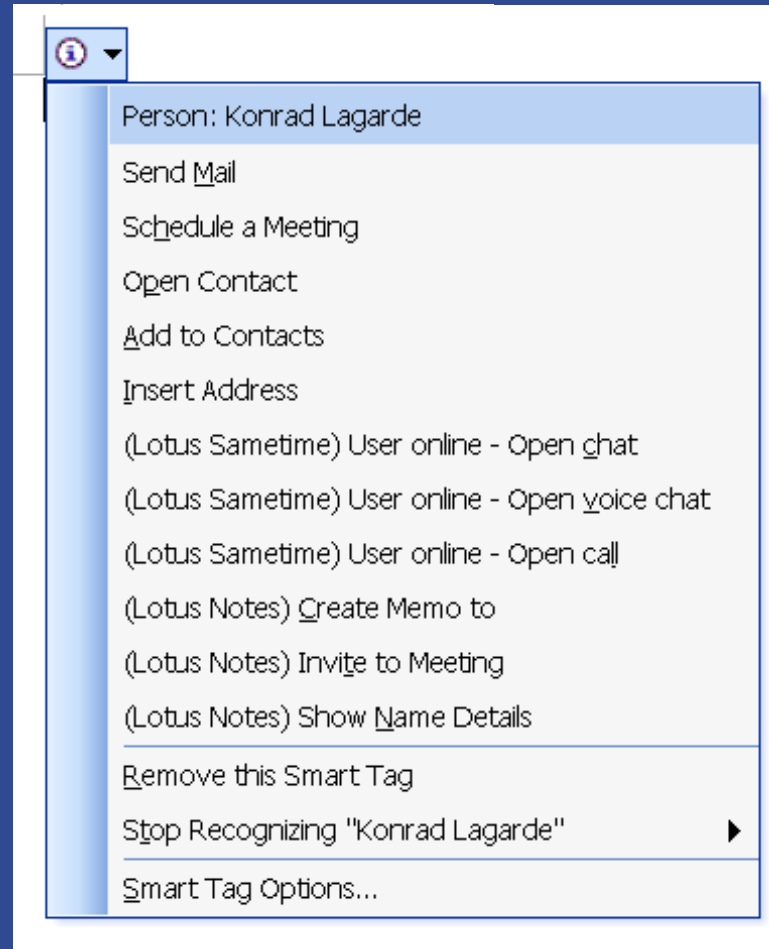 Person: Konrad Lagarde
Send Mail
Schedule a Meeting
Open Contact
Add to Contacts
Insert Address
(Lotus Sametime) User online - Open chat
(Lotus Sametime) User online - Open voice chat
(Lotus Sametime) User online - Open call
(Lotus Notes) Create Memo to
(Lotus Notes) Invite to Meeting
(Lotus Notes) Show Name Details
Remove this Smart Tag
Stop Recognizing "Konrad Lagarde"
Smart Tag Options...